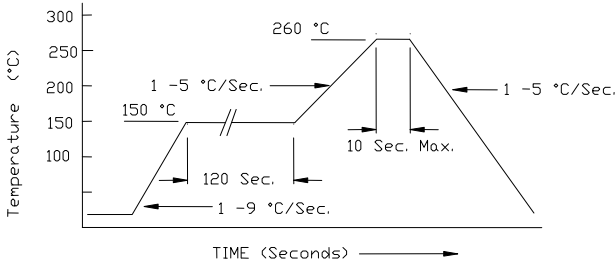 300
260 °C
250
200
1 -5 °C/Sec.
1 -5 °C/Sec.
150 °C
150
10 Sec. Max.
100
120 Sec.
1 -9 °C/Sec.
Temperature (°C)
TIME (Seconds)